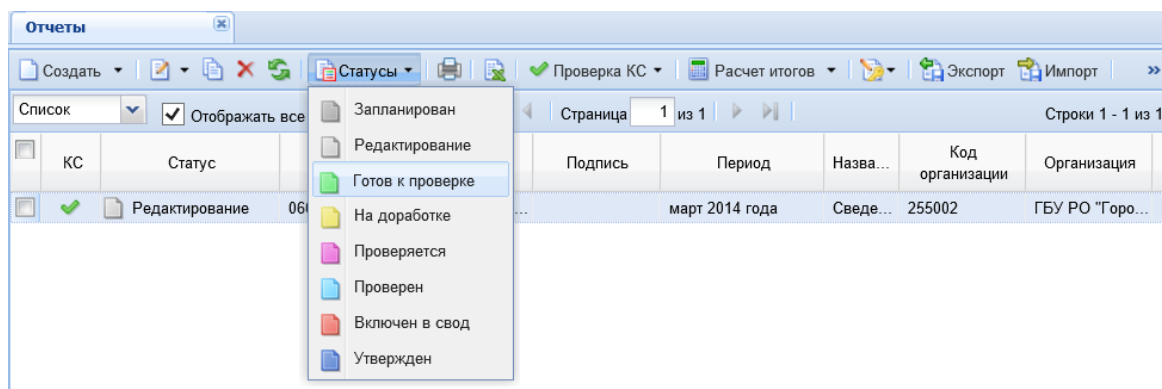 Отчеты
Создать Статусы Проверка КС Расчет итогов Экспорт Импорт »
Список Отображать все Страница 1 из 1 Строки 1 - 1 из 1
КС Статус Подпись Период Назва... Код организации Организация
Редактирование 06 ... март 2014 года Сведе... 255002 ГБУ РО "Горо...
Запланирован
Редактирование
Готов к проверке
На доработке
Проверяется
Проверен
Включен в свод
Утвержден